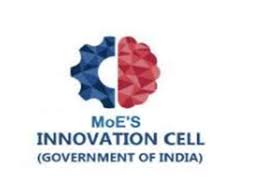 MoE'S
INNOVATION CELL
(GOVERNMENT OF INDIA)